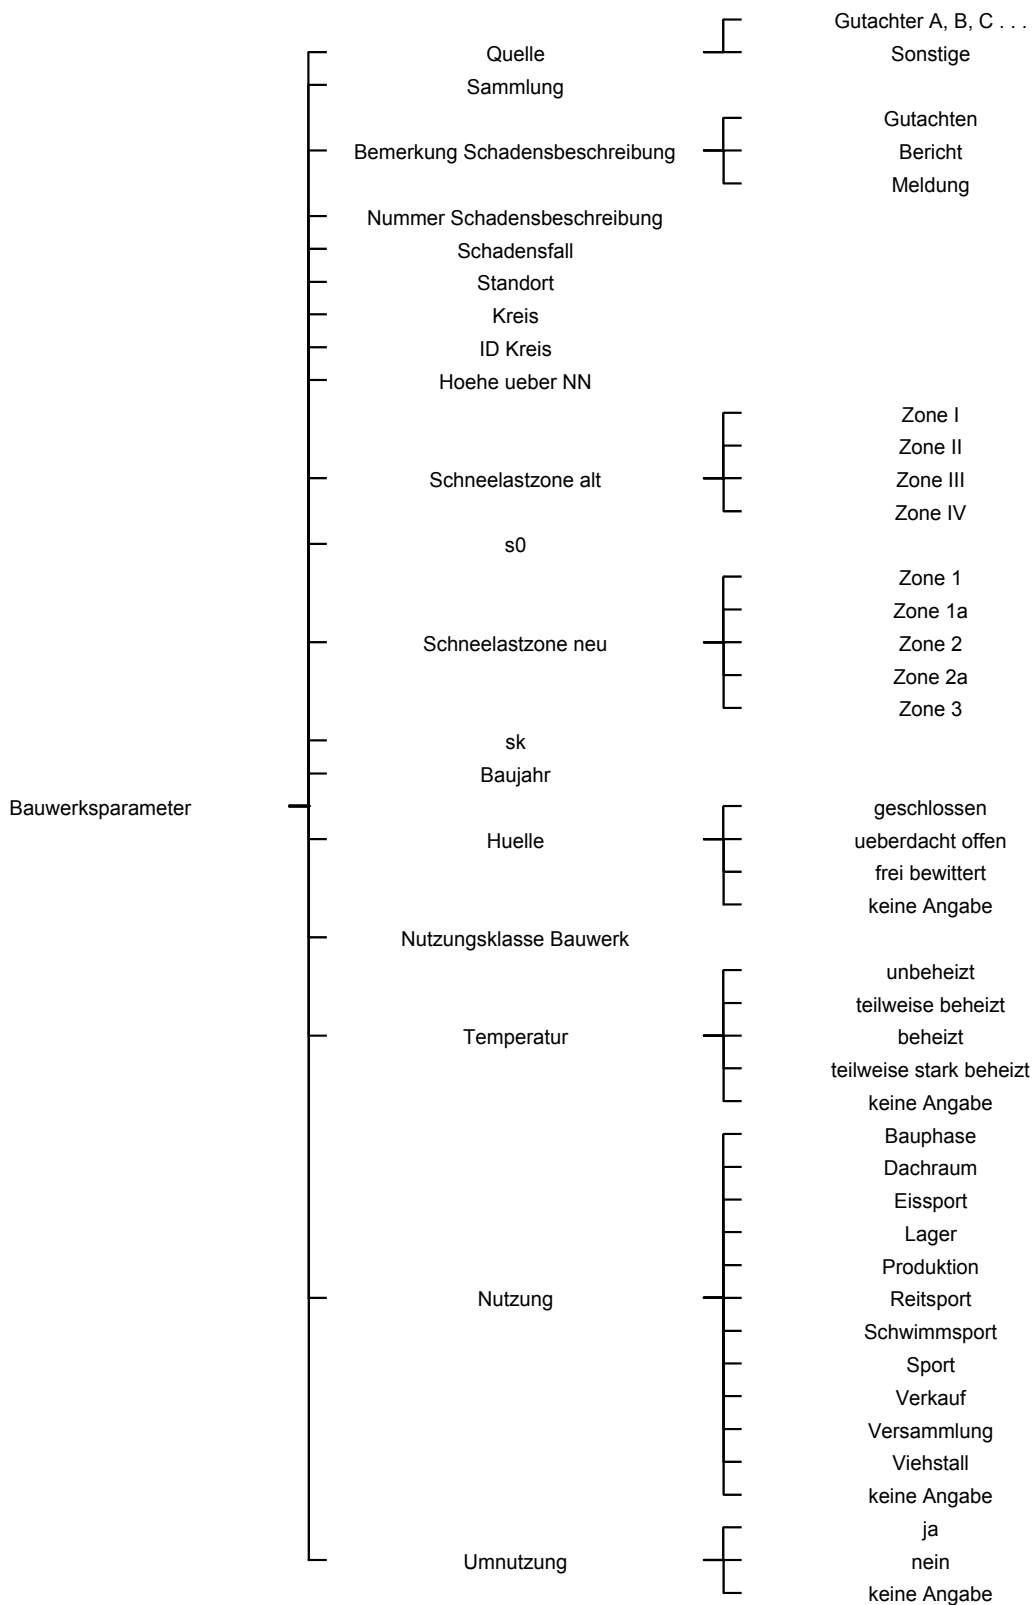 Gutachter A, B, C . . .
Quelle
Sonstige
Sammlung
Gutachten
Bemerkung Schadensbeschreibung
Bericht
Meldung
Nummer Schadensbeschreibung
Schadensfall
Standort
Kreis
ID Kreis
Hoehe ueber NN
Zone I
Zone II
Schneelastzone alt
Zone III
Zone IV
s0
Zone 1
Zone 1a
Schneelastzone neu
Zone 2
Zone 2a
Zone 3
sk
Baujahr
Bauwerksparameter
geschlossen
Huelle
ueberdacht offen
frei bewittert
keine Angabe
Nutzungsklasse Bauwerk
unbeheizt
teilweise beheizt
Temperatur
beheizt
teilweise stark beheizt
keine Angabe
Bauphase
Dachraum
Eissport
Lager
Produktion
Nutzung
Reitsport
Schwimmsport
Sport
Verkauf
Versammlung
Viehstall
keine Angabe
ja
Umnutzung
nein
keine Angabe